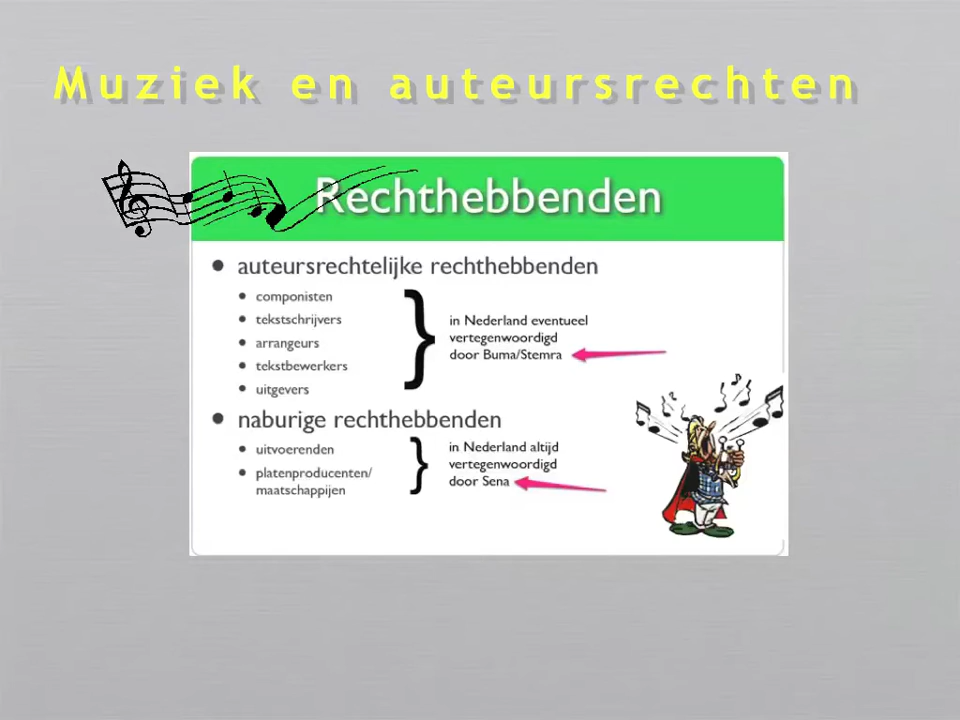 Muziek en auteursrechten
Rechthebbenden
• auteursrechtelijke rechthebbenden
• componisten
• tekstschrijvers
• arrangeurs
• tekstbewerkers
• uitgevers
in Nederland eventueel
vertegenwoordigd
door Buma/Stemra
• naburige rechthebbenden
• uitvoerenden
• platenproducenten/
maatschappijen
in Nederland altijd
vertegenwoordigd
door Sena